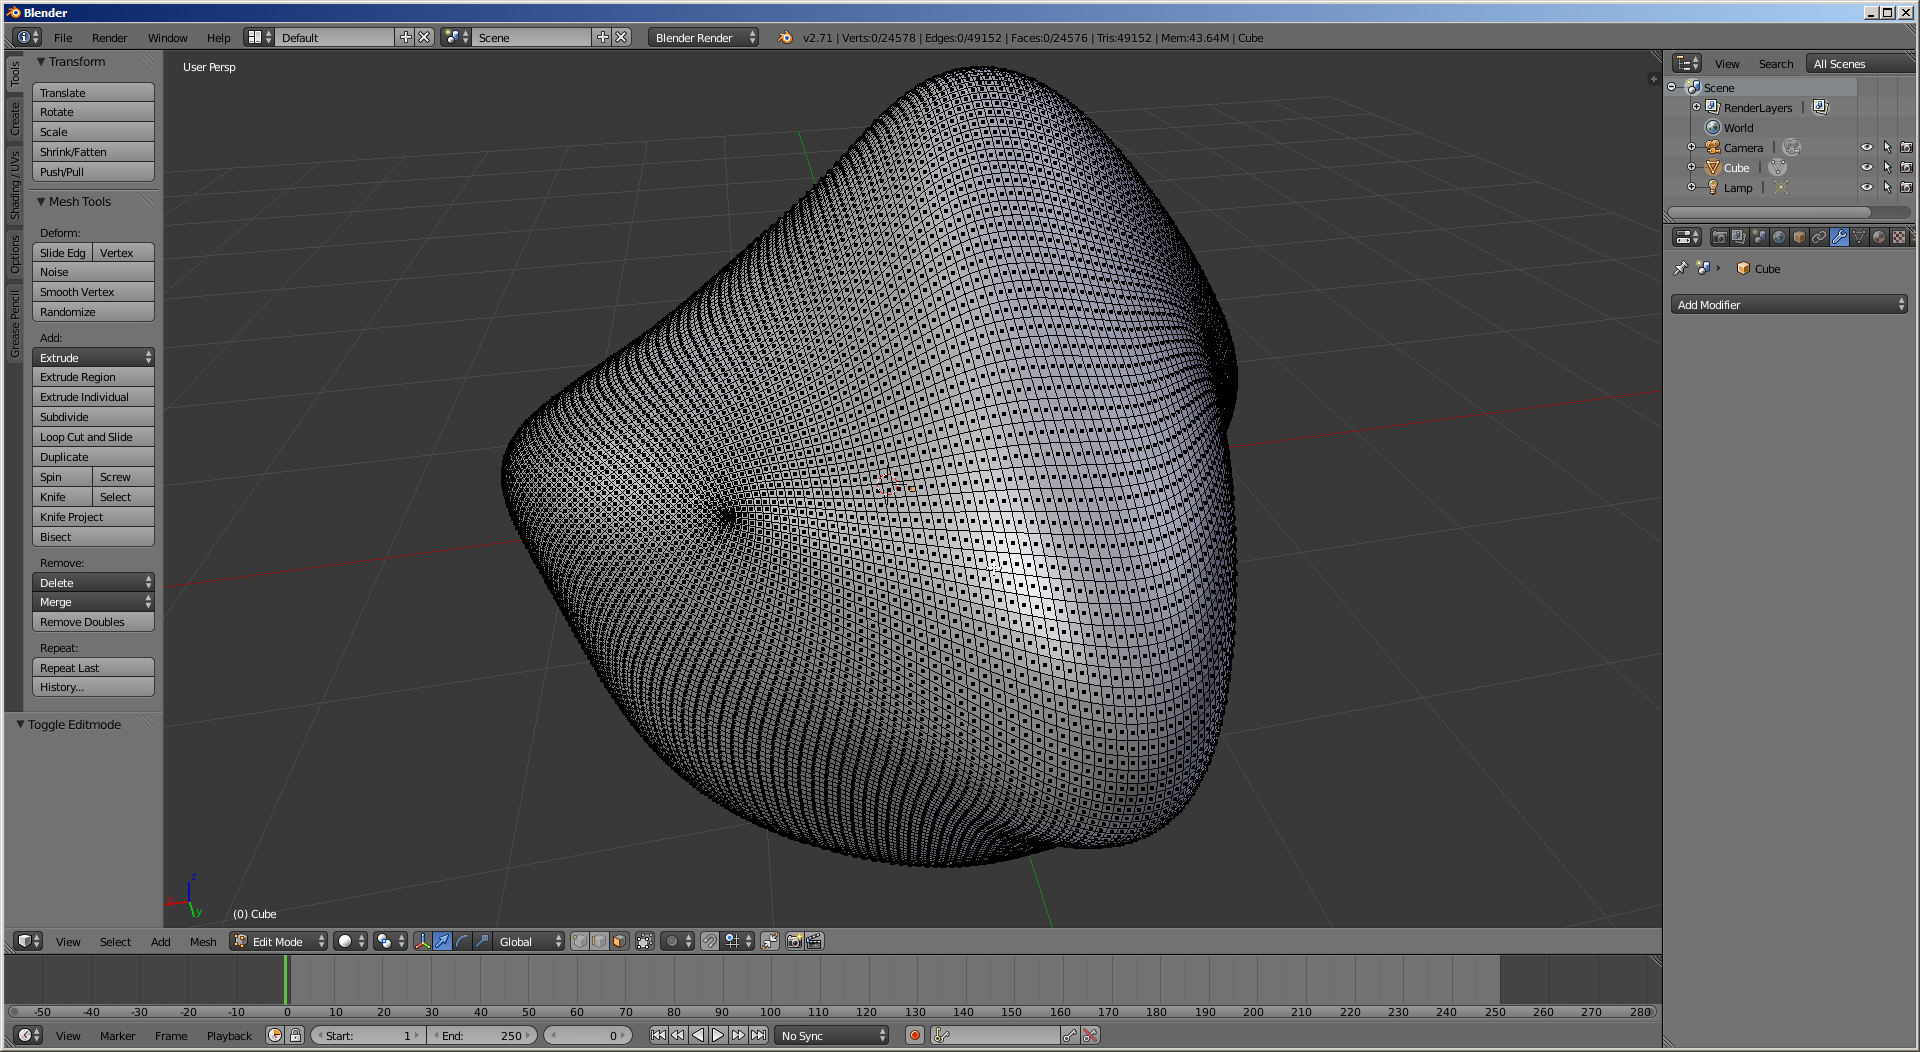 Blender
File Render Window Help Default Scene Blender Render v2.71 | Verts:0/24578 | Edges:0/49152 | Faces:0/24576 | Tris:49152 | Mem:43.64M | Cube
Tools
Create
Shading / UVs
Options
Grease Pencil
Transform
Translate
Rotate
Scale
Shrink/Fatten
Push/Pull
Mesh Tools
Deform:
Slide Edg Vertex
Noise
Smooth Vertex
Randomize
Add:
Extrude
Extrude Region
Extrude Individual
Subdivide
Loop Cut and Slide
Duplicate
Spin Screw
Knife Select
Knife Project
Bisect
Remove:
Delete
Merge
Remove Doubles
Repeat:
Repeat Last
History...
Toggle Editmode
User Persp
z
x
y
(0) Cube
View Search All Scenes
Scene
RenderLayers |
World
Camera |
Cube |
Lamp |
Cube
Add Modifier
View Select Add Mesh Edit Mode Global
-50 -40 -30 -20 -10 0 10 20 30 40 50 60 70 80 90 100 110 120 130 140 150 160 170 180 190 200 210 220 230 240 250 260 270 280
View Marker Frame Playback Start: 1 End: 250 0 No Sync